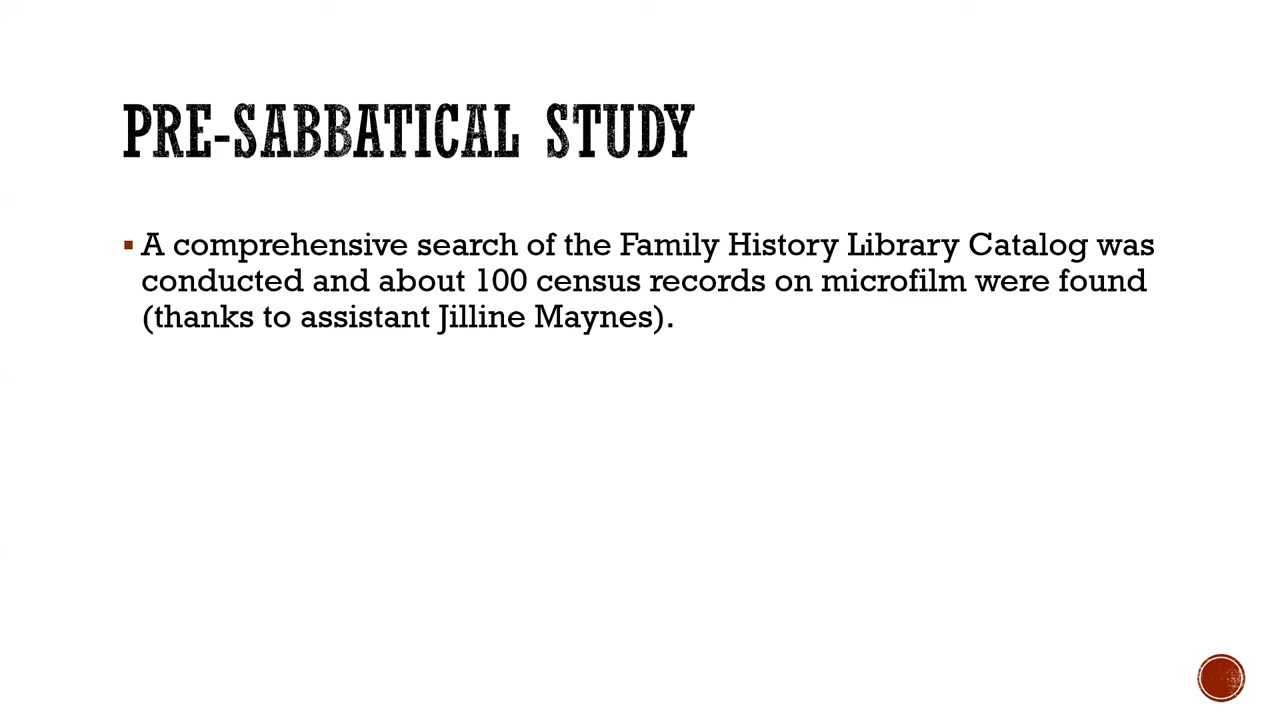 PRE-SABBATICAL STUDY
▪ A comprehensive search of the Family History Library Catalog was
conducted and about 100 census records on microfilm were found
(thanks to assistant Jilline Maynes).